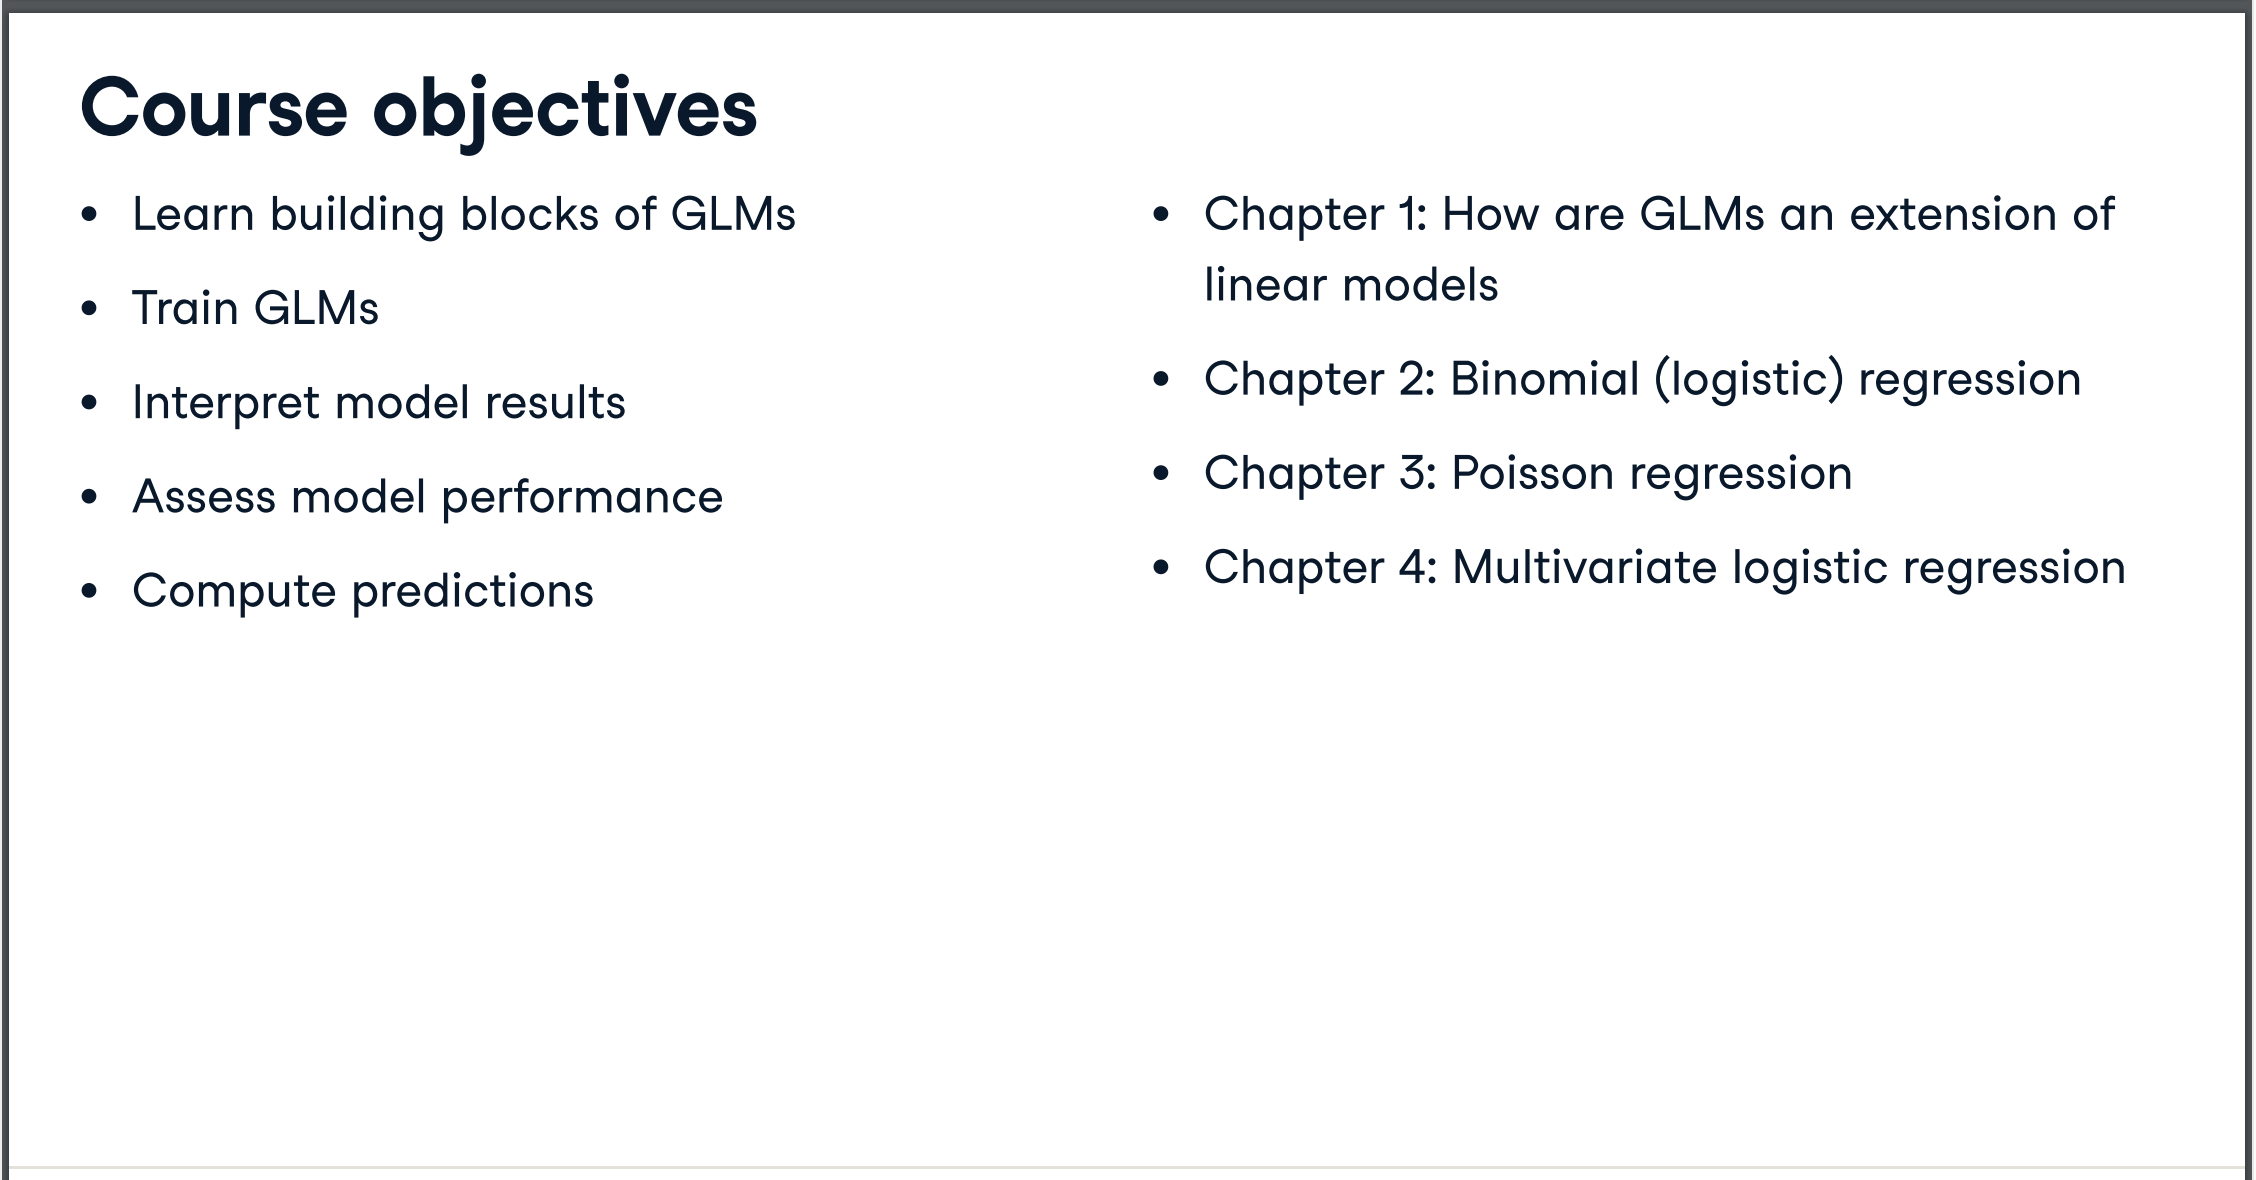 Course objectives
• Learn building blocks of GLMs
• Train GLMs
• Interpret model results
• Assess model performance
• Compute predictions
• Chapter 1: How are GLMs an extension of
linear models
• Chapter 2: Binomial (logistic) regression
• Chapter 3: Poisson regression
• Chapter 4: Multivariate logistic regression